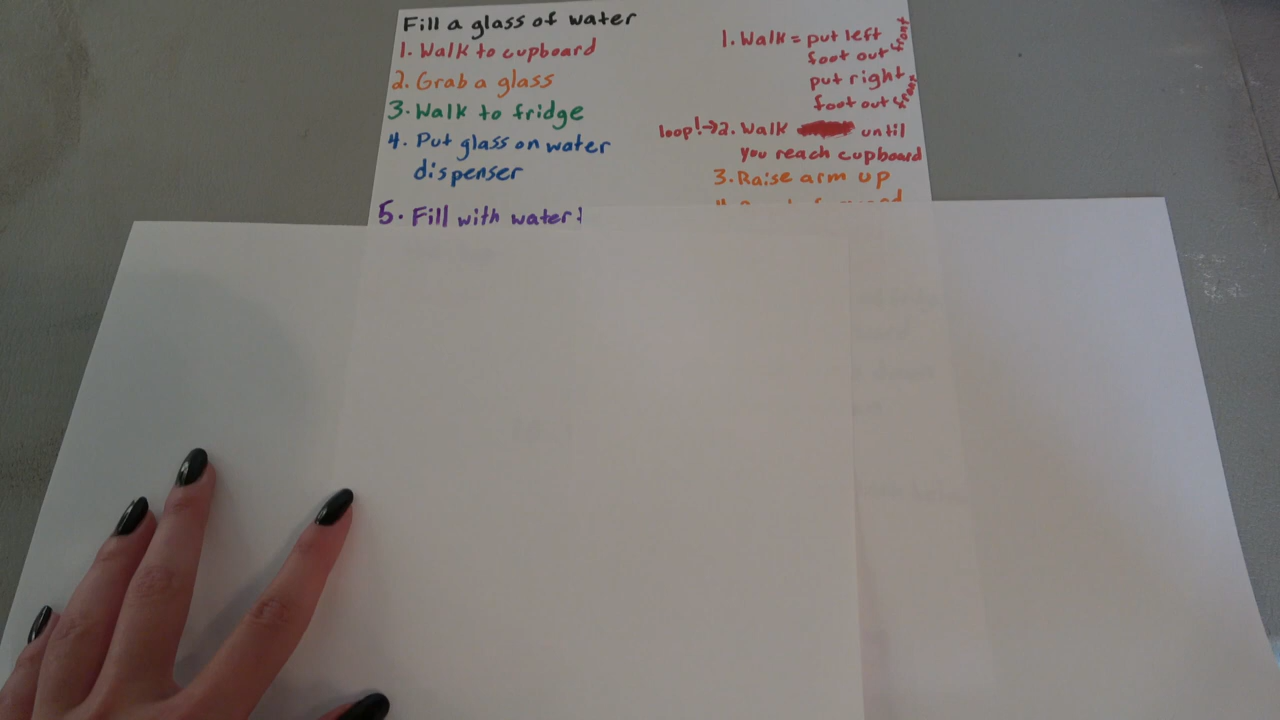 Fill a glass of water
1. Walk to cupboard
2. Grab a glass
3. Walk to fridge
4. Put glass on water
dispenser
5. Fill with water!
1. Walk = put left
foot out front
put right
foot out front
loop!→2. Walk until
you reach cupboard
3. Raise arm up